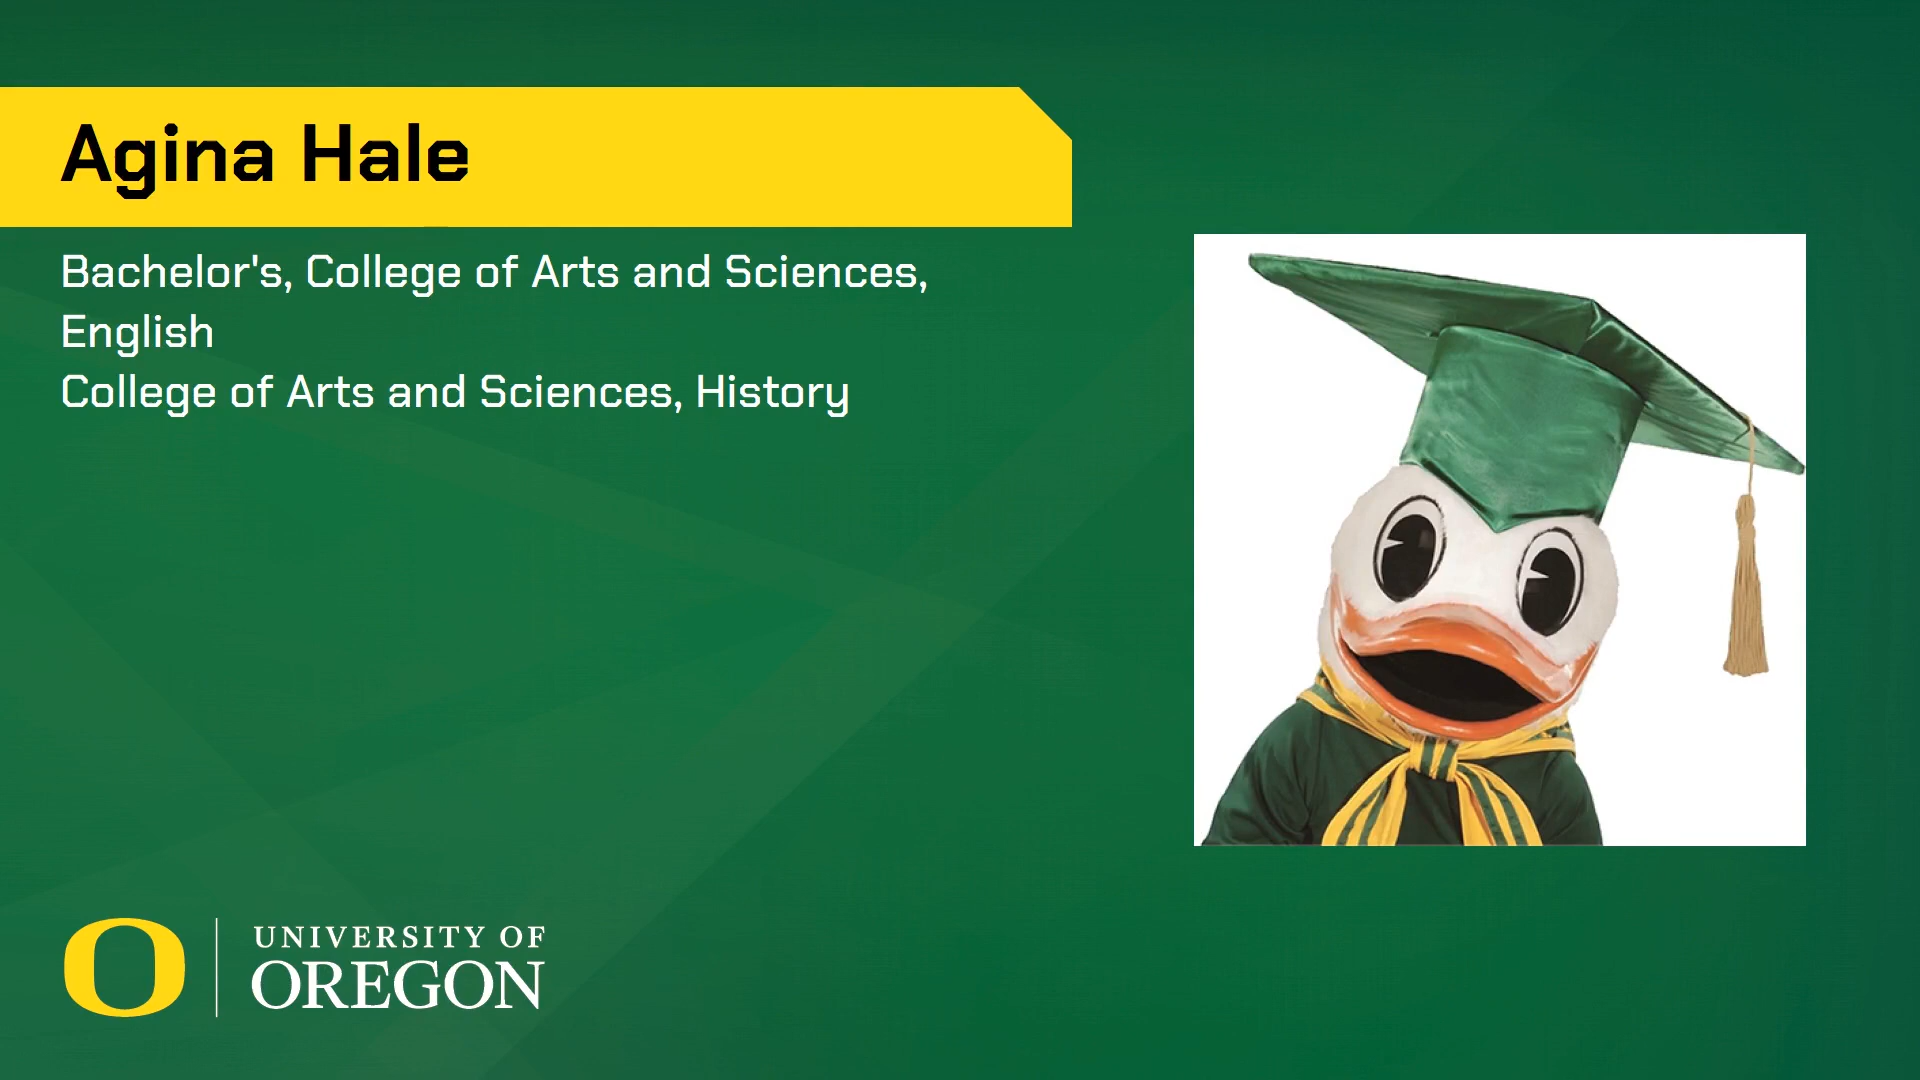 Agina Hale
Bachelor's, College of Arts and Sciences,
English
College of Arts and Sciences, History
O
UNIVERSITY OF
OREGON